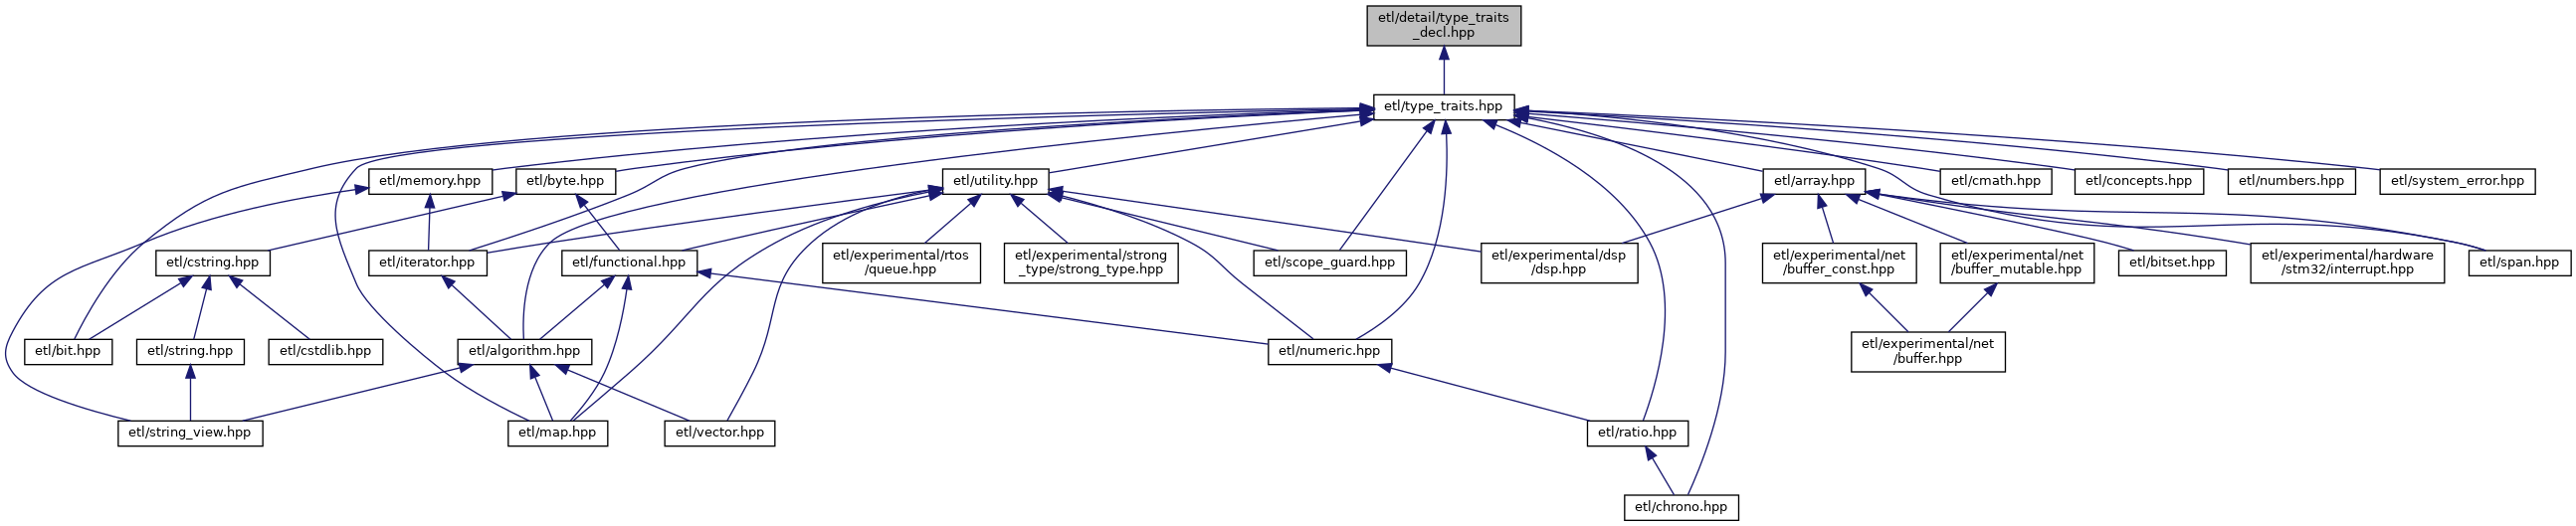 etl/detail/type_traits
_decl.hpp
etl/type_traits.hpp
etl/memory.hpp
etl/byte.hpp
etl/utility.hpp
etl/array.hpp
etl/cmath.hpp
etl/concepts.hpp
etl/numbers.hpp
etl/system_error.hpp
etl/cstring.hpp
etl/iterator.hpp
etl/functional.hpp
etl/experimental/rtos
/queue.hpp
etl/experimental/strong
_type/strong_type.hpp
etl/scope_guard.hpp
etl/experimental/dsp
/dsp.hpp
etl/experimental/net
/buffer_const.hpp
etl/experimental/net
/buffer_mutable.hpp
etl/bitset.hpp
etl/experimental/hardware
/stm32/interrupt.hpp
etl/span.hpp
etl/bit.hpp
etl/string.hpp
etl/cstdlib.hpp
etl/algorithm.hpp
etl/numeric.hpp
etl/experimental/net
/buffer.hpp
etl/string_view.hpp
etl/map.hpp
etl/vector.hpp
etl/ratio.hpp
etl/chrono.hpp